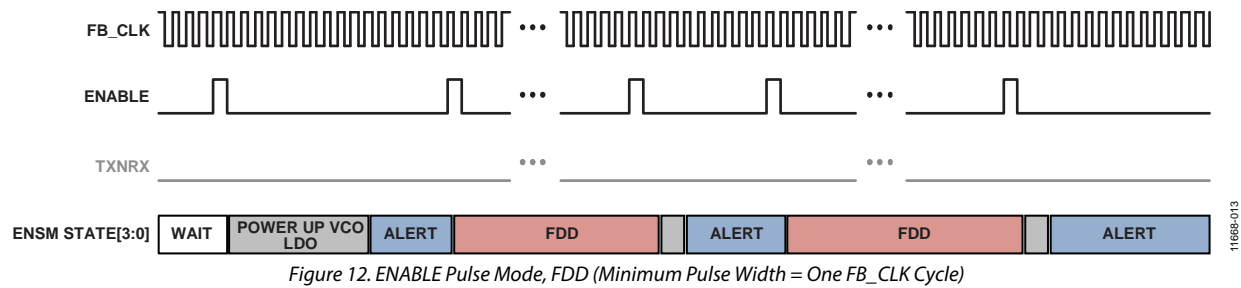 FB_CLK
ENABLE
TXNRX
ENSM STATE[3:0] WAIT POWER UP VCO LDO ALERT FDD ALERT FDD ALERT
11668-013
Figure 12. ENABLE Pulse Mode, FDD (Minimum Pulse Width = One FB_CLK Cycle)